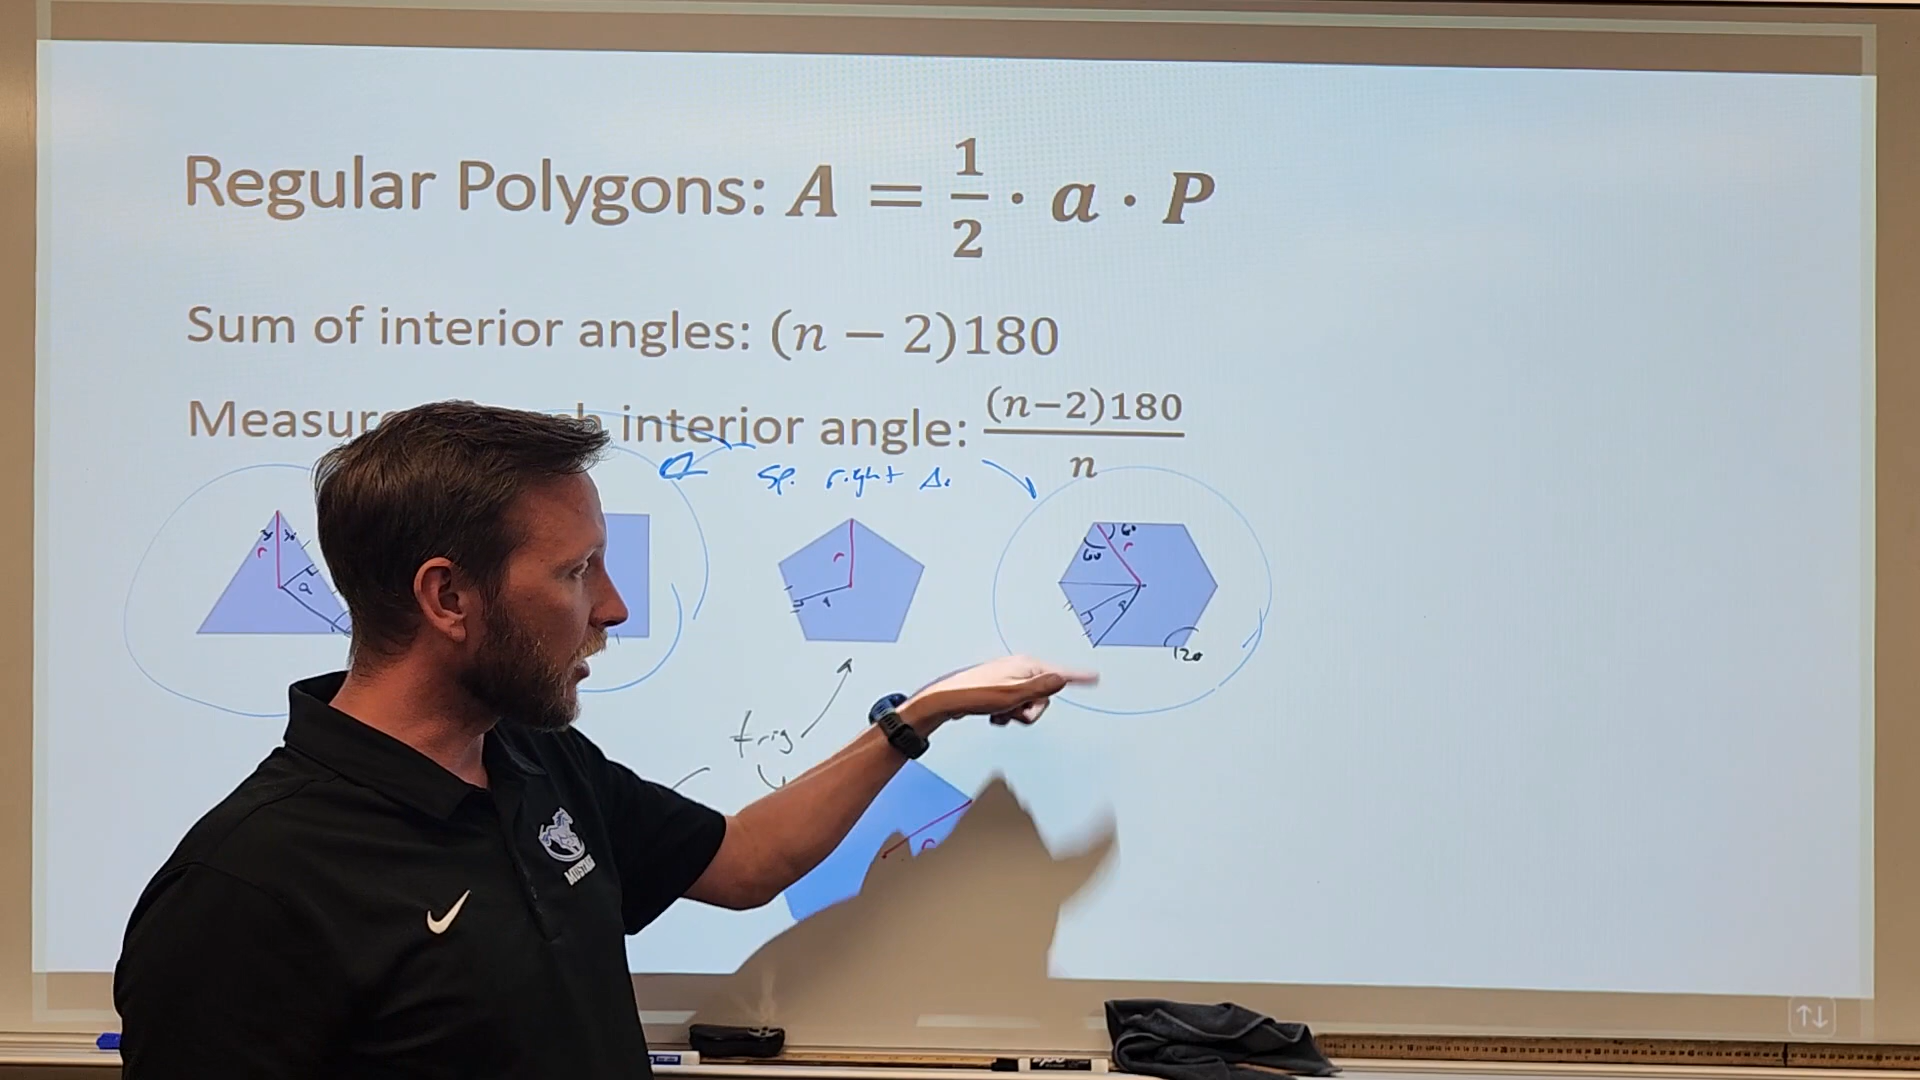 Regular Polygons: A = 1/2 · a · P
Sum of interior angles: (n − 2)180
interior angle: (n−2)180/n
Sp. right Δs
r
a
r
r
60
60
a
120
trig
r